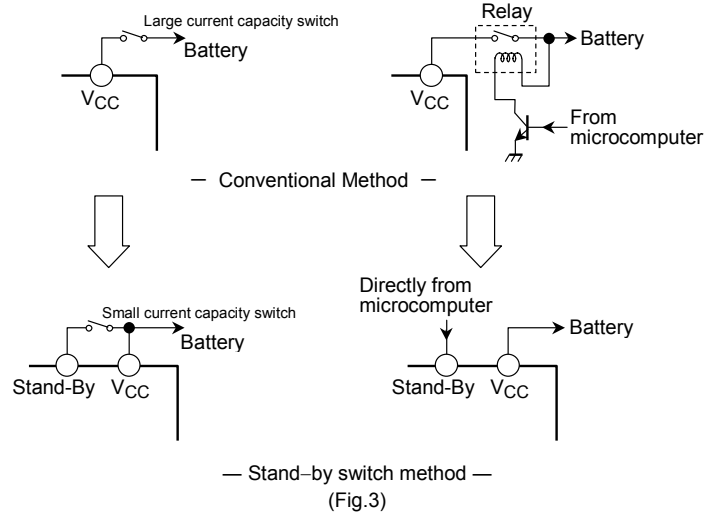 Large current capacity switch
Battery
VCC
Relay
Battery
VCC
From
microcomputer
— Conventional Method —
Small current capacity switch
Battery
Stand-By
VCC
Directly from
microcomputer
Battery
Stand-By
VCC
— Stand–by switch method —
(Fig.3)